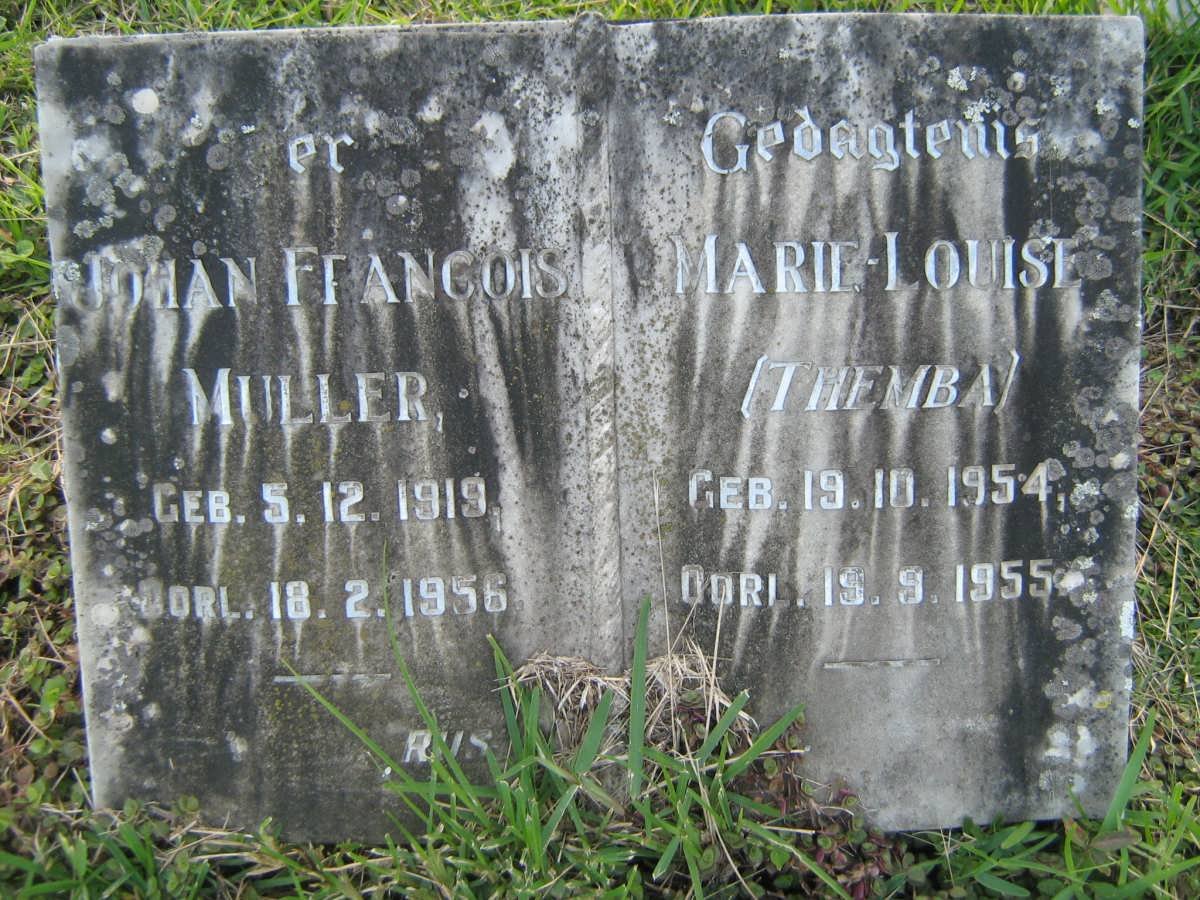 er
JOHAN FRANCOIS
MULLER,
GEB. 5. 12. 1919,
OORL. 18. 2. 1956.
RUS
Gedagtenis
MARIE-LOUISE
(THEMBA)
GEB. 19. 10. 1954,
OORL. 19. 9. 1955.